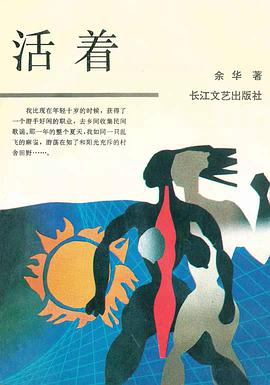 活着
余华 著
长江文艺出版社
我比现在年轻十岁的时候,获得了
一个游手好闲的职业,去乡间收集民间
歌谣。那一年的整个夏天,我如同一只乱
飞的麻雀,游荡在知了和阳光充斥的村
舍田野……。